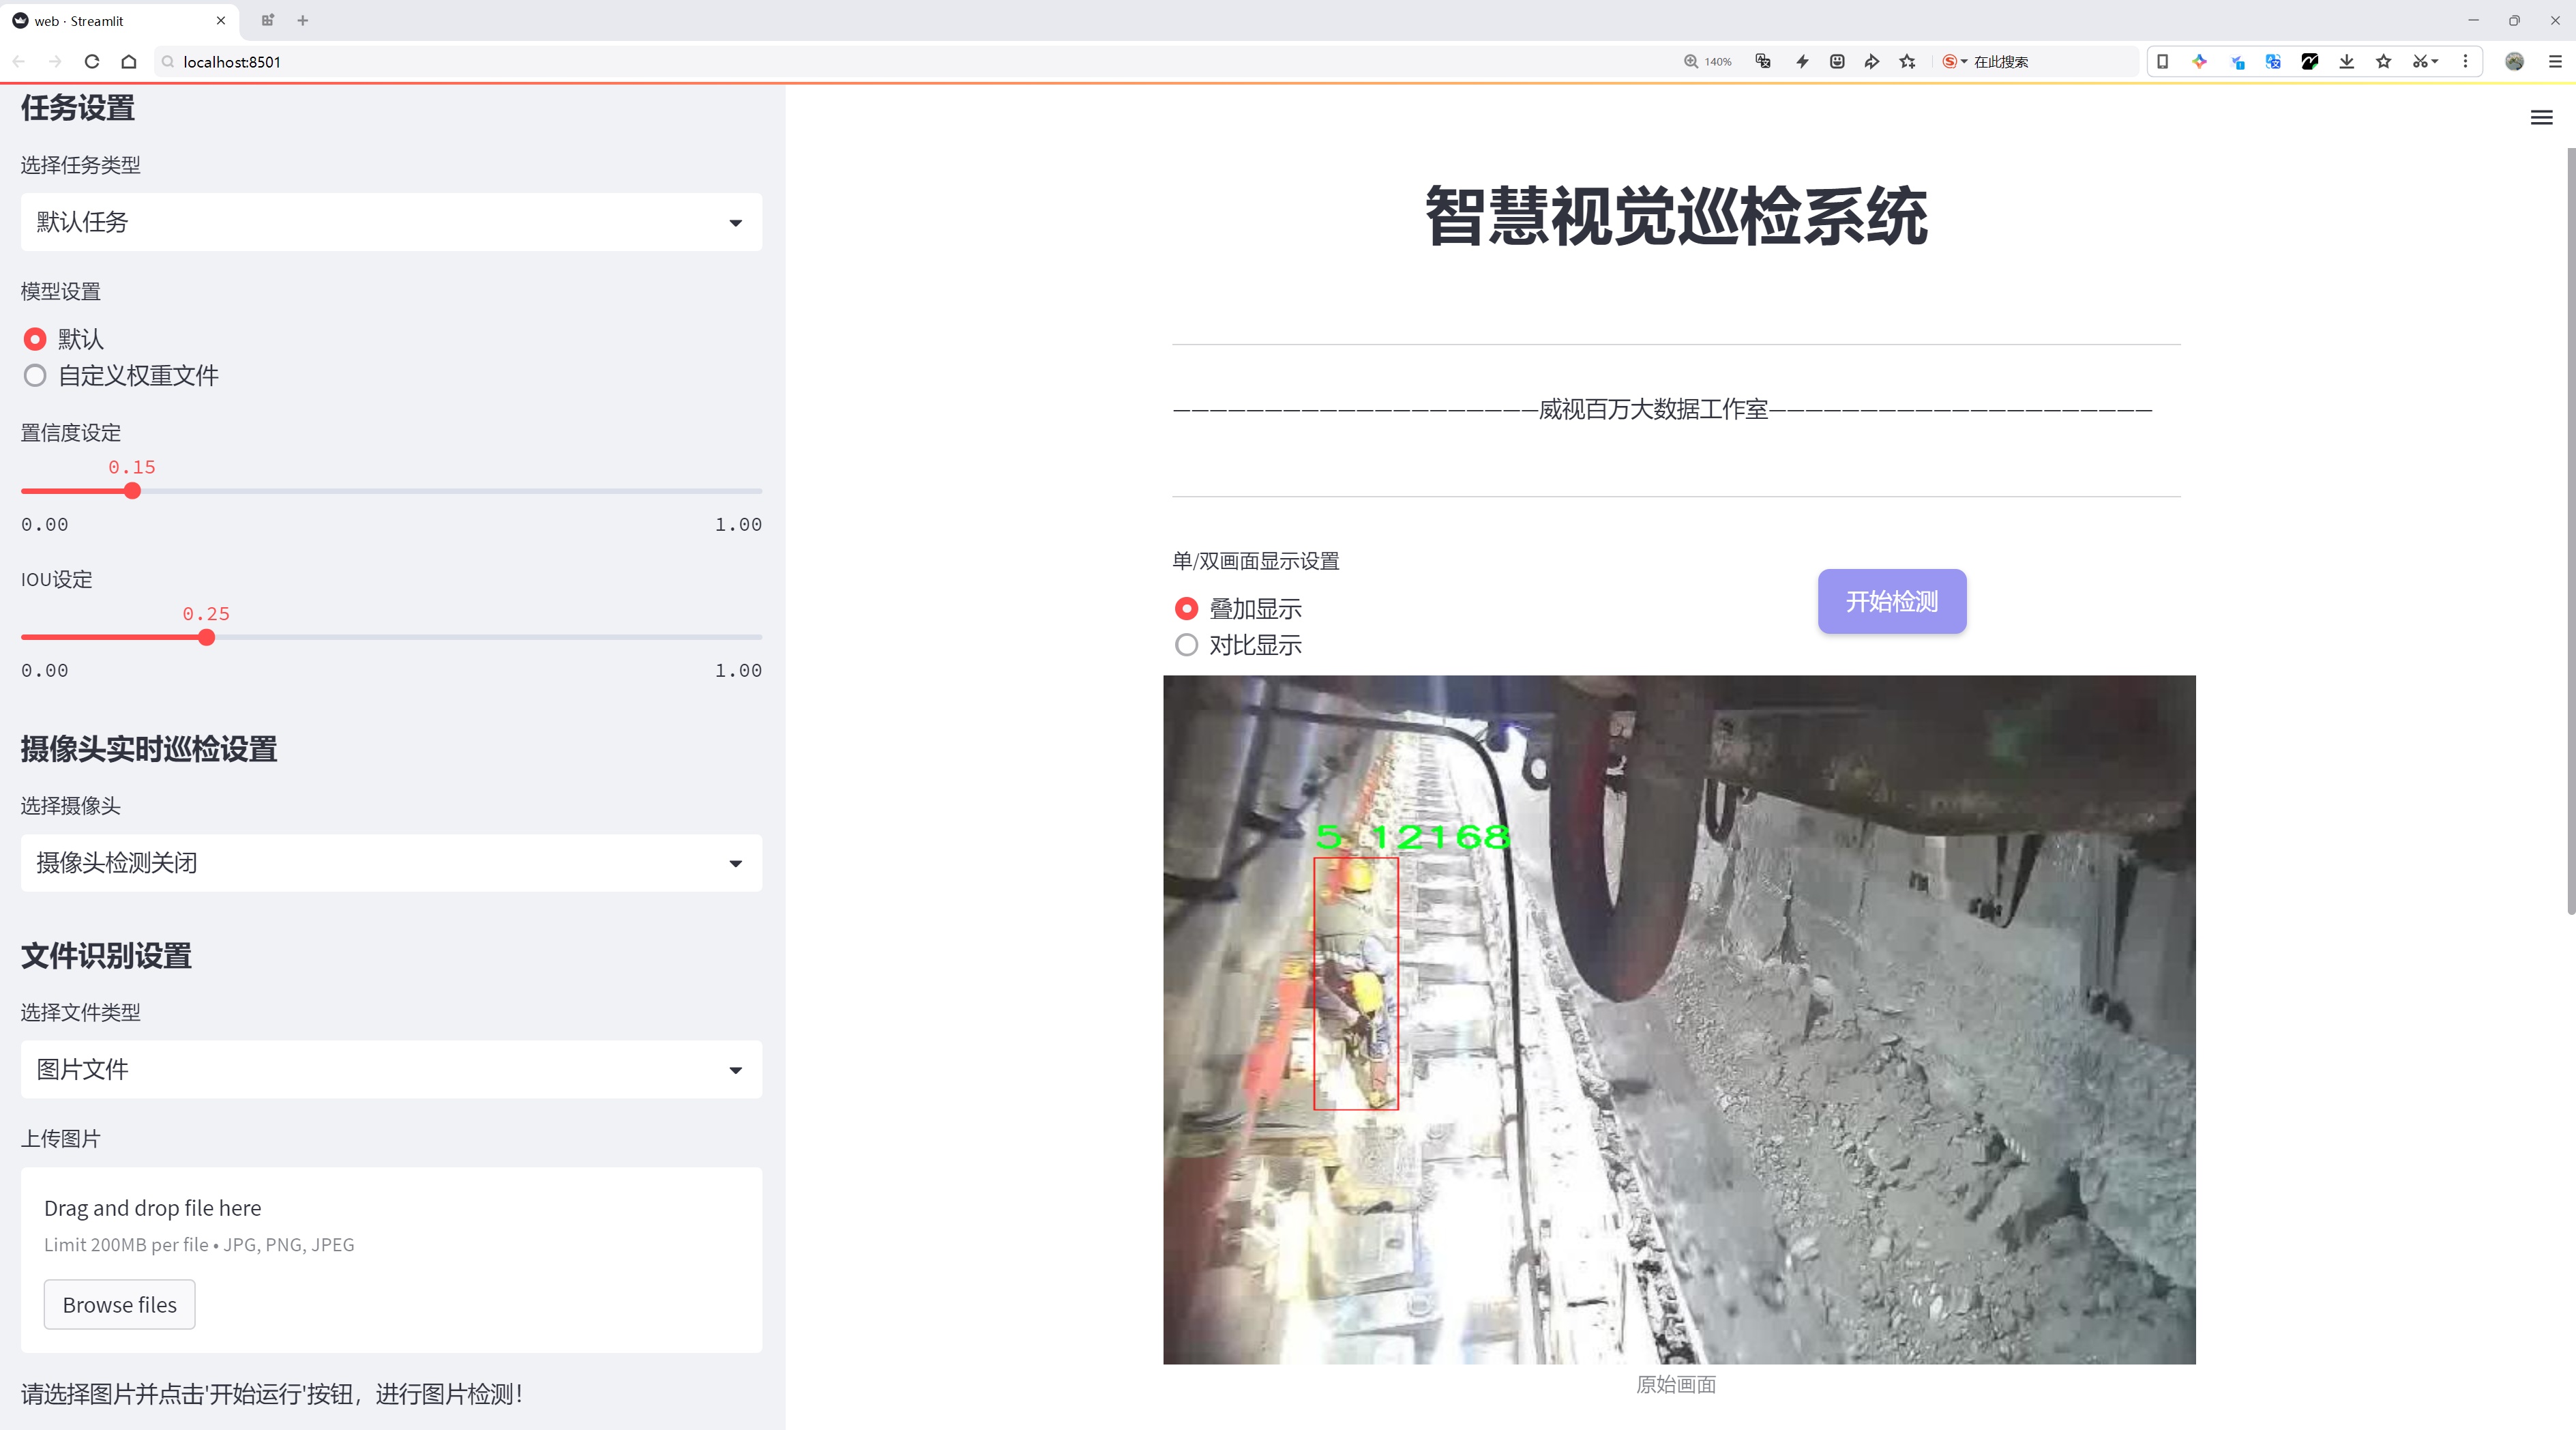 web · Streamlit
localhost:8501
140%
在此搜索
任务设置
选择任务类型
默认任务
模型设置
默认
自定义权重文件
置信度设定
0.15
0.00 1.00
IOU设定
0.25
0.00 1.00
摄像头实时巡检设置
选择摄像头
摄像头检测关闭
文件识别设置
选择文件类型
图片文件
上传图片
Drag and drop file here
Limit 200MB per file • JPG, PNG, JPEG
Browse files
请选择图片并点击'开始运行'按钮，进行图片检测！
智慧视觉巡检系统
————————————————————威视百万大数据工作室—————————————————————
单/双画面显示设置
叠加显示
对比显示
开始检测
5 12168
原始画面